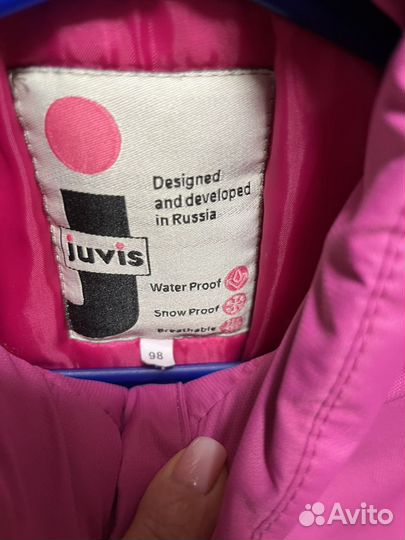 Designed
and developed
in Russia
juvis
Water Proof
Snow Proof
Breathable
98
Avito